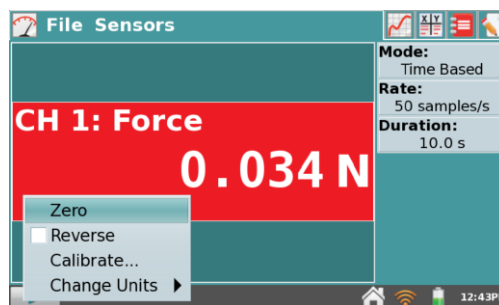 File Sensors
Mode:
Time Based
Rate:
50 samples/s
Duration:
10.0 s
CH 1: Force
0.034 N
Zero
Reverse
Calibrate...
Change Units
12:43P